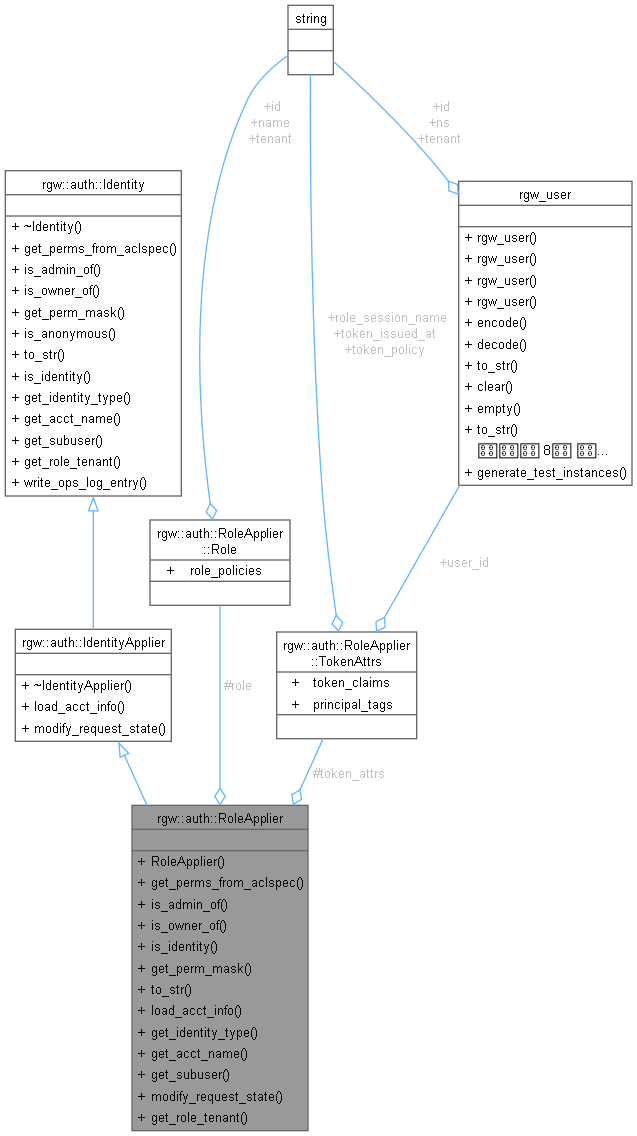 string
+id
+name
+tenant
+id
+ns
+tenant
rgw::auth::Identity
+ ~Identity()
+ get_perms_from_aclspec()
+ is_admin_of()
+ is_owner_of()
+ get_perm_mask()
+ is_anonymous()
+ to_str()
+ is_identity()
+ get_identity_type()
+ get_acct_name()
+ get_subuser()
+ get_role_tenant()
+ write_ops_log_entry()
rgw_user
+ rgw_user()
+ rgw_user()
+ rgw_user()
+ rgw_user()
+ encode()
+ decode()
+ to_str()
+ clear()
+ empty()
+ to_str()
8 ...
+ generate_test_instances()
+role_session_name
+token_issued_at
+token_policy
rgw::auth::RoleApplier
::Role
+ role_policies
+user_id
rgw::auth::IdentityApplier
+ ~IdentityApplier()
+ load_acct_info()
+ modify_request_state()
rgw::auth::RoleApplier
::TokenAttrs
+ token_claims
+ principal_tags
#role
#token_attrs
rgw::auth::RoleApplier
+ RoleApplier()
+ get_perms_from_aclspec()
+ is_admin_of()
+ is_owner_of()
+ is_identity()
+ get_perm_mask()
+ to_str()
+ load_acct_info()
+ get_identity_type()
+ get_acct_name()
+ get_subuser()
+ modify_request_state()
+ get_role_tenant()